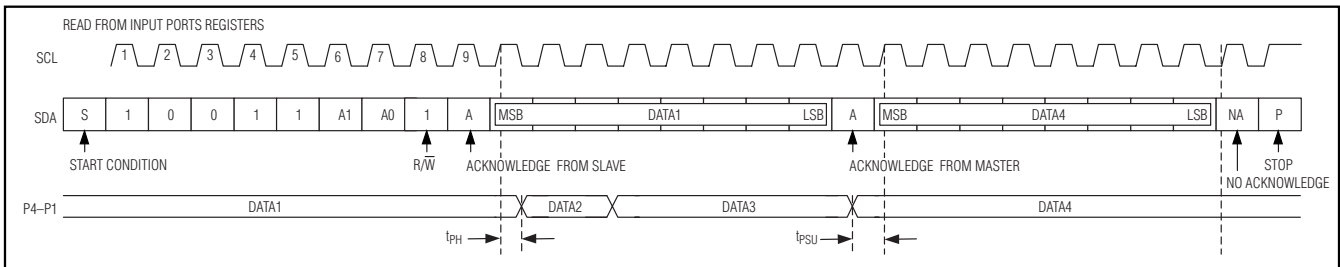 READ FROM INPUT PORTS REGISTERS
SCL 1 2 3 4 5 6 7 8 9
SDA S 1 0 0 1 1 A1 A0 1 A MSB DATA1 LSB A MSB DATA4 LSB NA P
START CONDITION R/W̅ ACKNOWLEDGE FROM SLAVE ACKNOWLEDGE FROM MASTER STOP
NO ACKNOWLEDGE
P4–P1 DATA1 DATA2 DATA3 DATA4
tPH tPSU